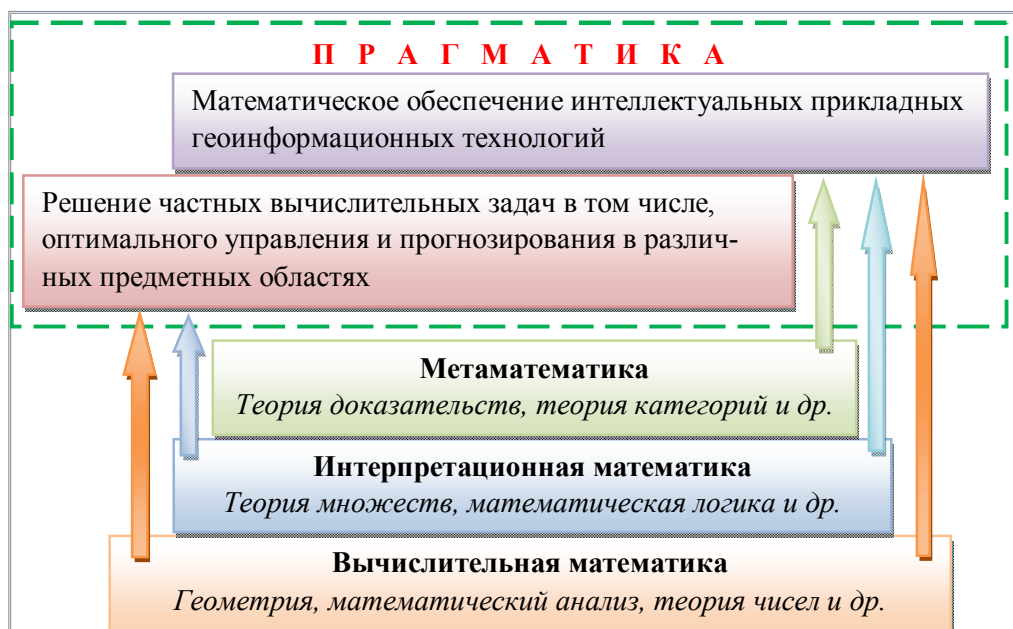 П Р А Г М А Т И К А
Математическое обеспечение интеллектуальных прикладных
геоинформационных технологий
Решение частных вычислительных задач в том числе,
оптимального управления и прогнозирования в различ-
ных предметных областях
Метаматематика
Теория доказательств, теория категорий и др.
Интерпретационная математика
Теория множеств, математическая логика и др.
Вычислительная математика
Геометрия, математический анализ, теория чисел и др.